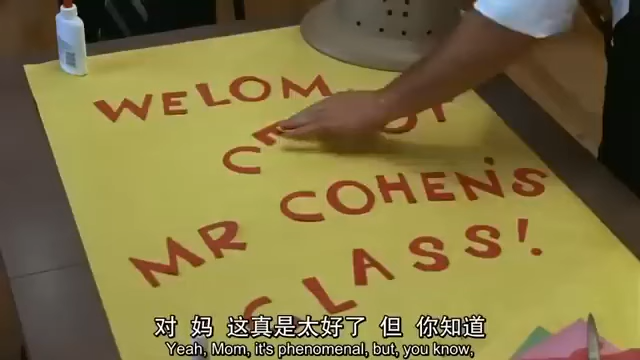 WELOM
C
MR COHEN'S
CLASS!
对 妈 这真是太好了 但 你知道
Yeah, Mom, it's phenomenal, but, you know,